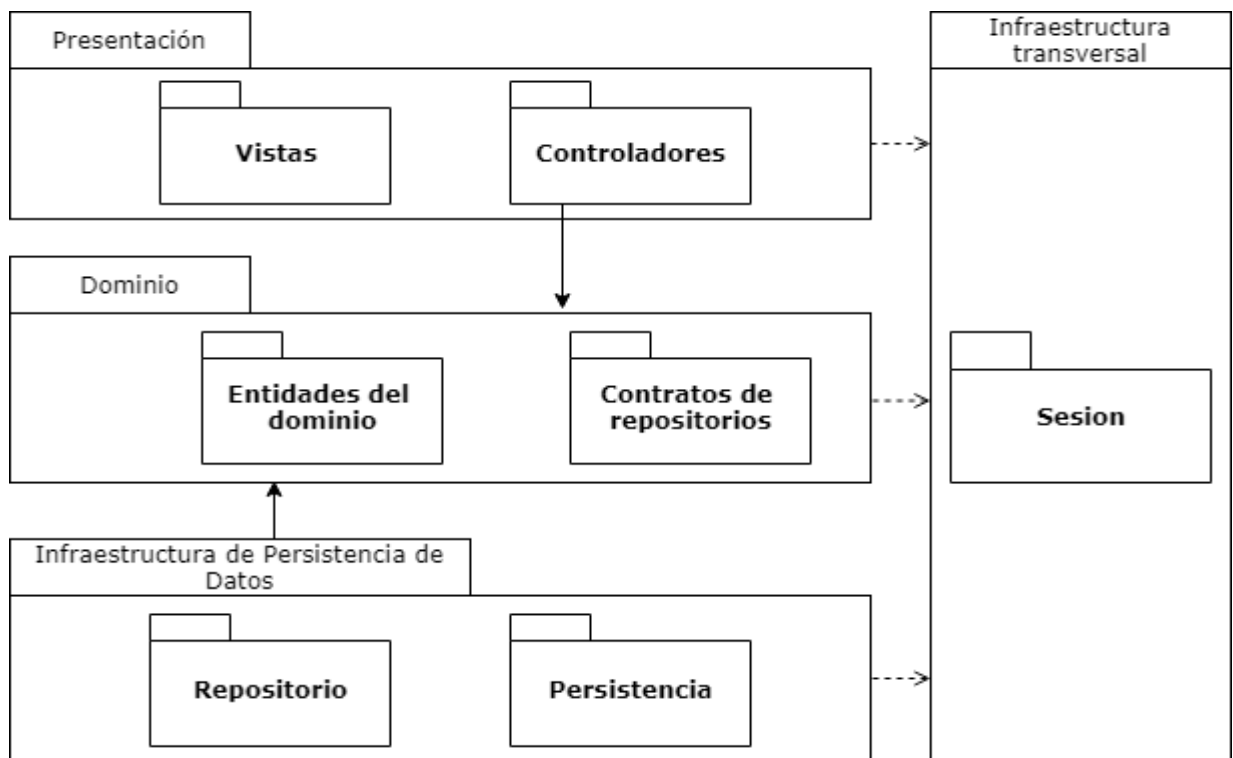 Presentación
Infraestructura
transversal
Vistas
Controladores
Dominio
Entidades del
dominio
Contratos de
repositorios
Sesion
Infraestructura de Persistencia de
Datos
Repositorio
Persistencia